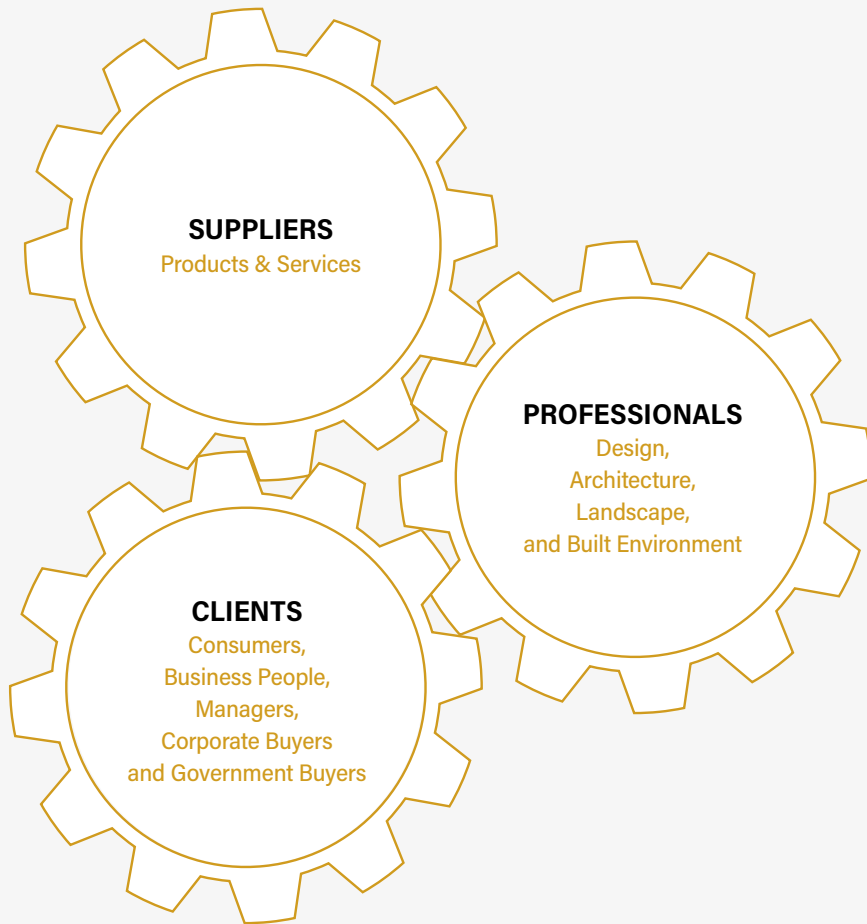 SUPPLIERS
Products & Services
PROFESSIONALS
Design,
Architecture,
Landscape,
and Built Environment
CLIENTS
Consumers,
Business People,
Managers,
Corporate Buyers
and Government Buyers